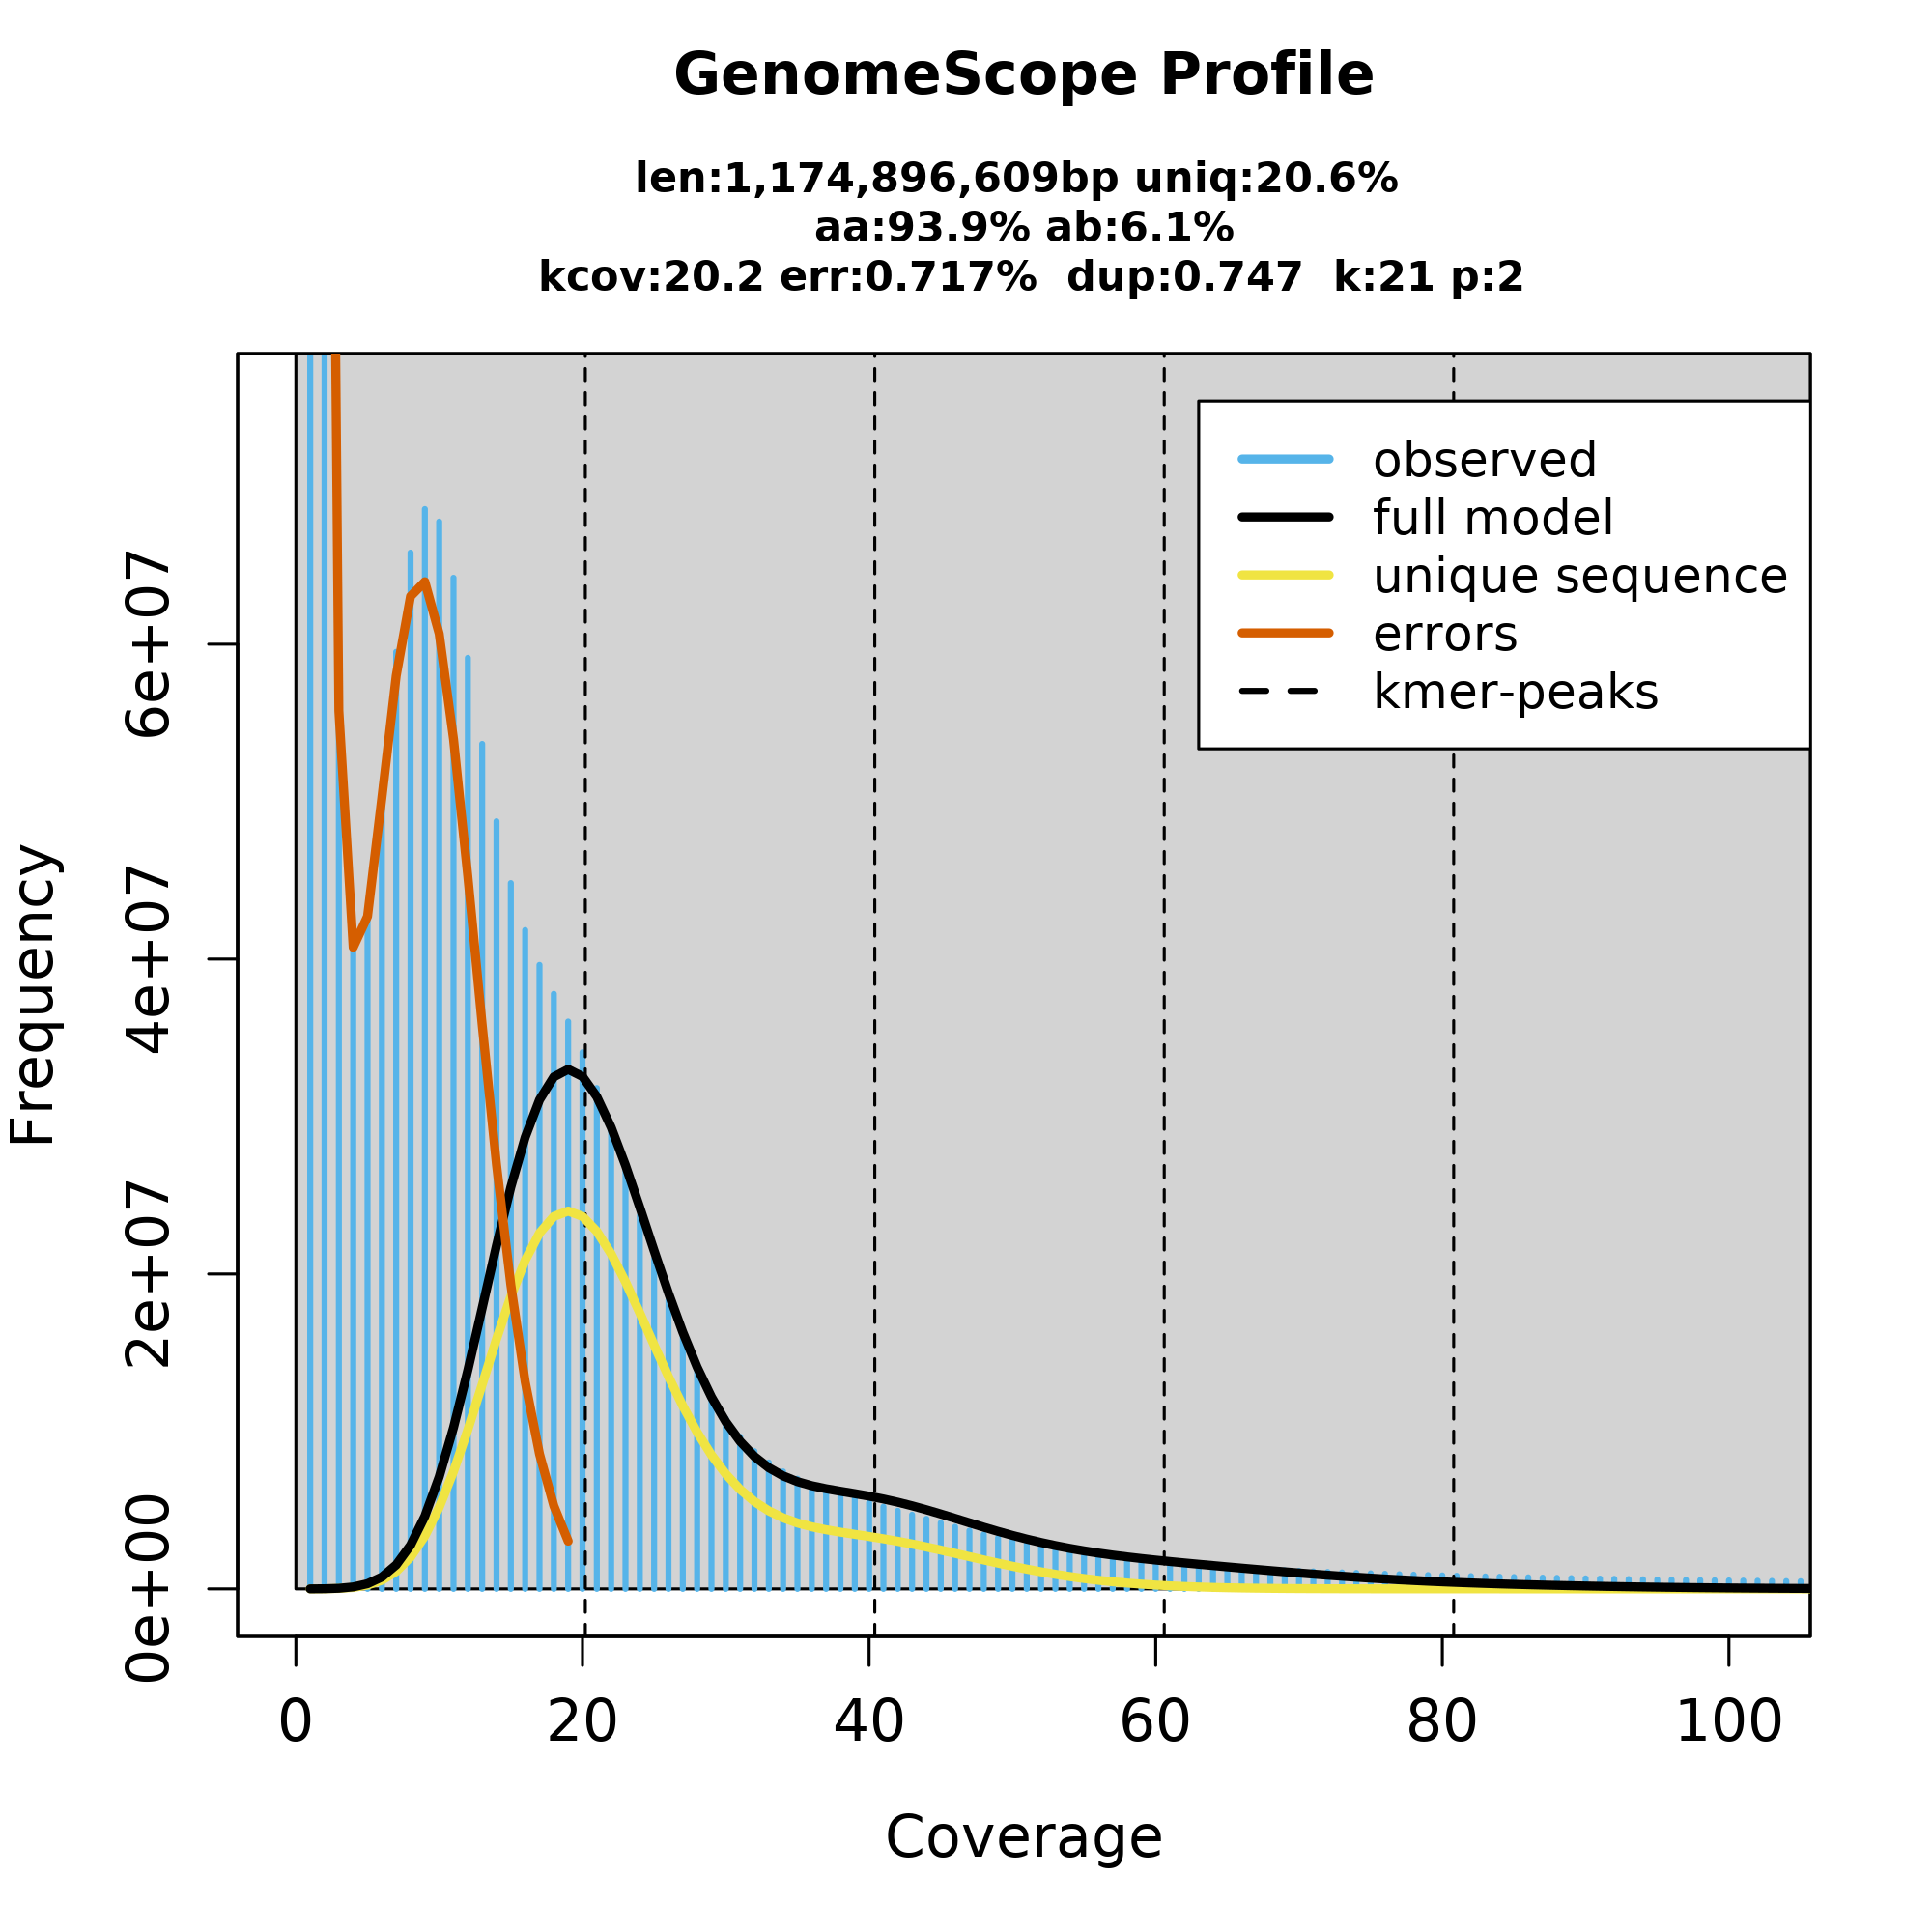 GenomeScope Profile
len:1,174,896,609bp uniq:20.6%
aa:93.9% ab:6.1%
kcov:20.2 err:0.717%  dup:0.747  k:21 p:2
observed
full model
unique sequence
errors
kmer-peaks
Frequency
6e+07
4e+07
2e+07
0e+00
0 20 40 60 80 100
Coverage